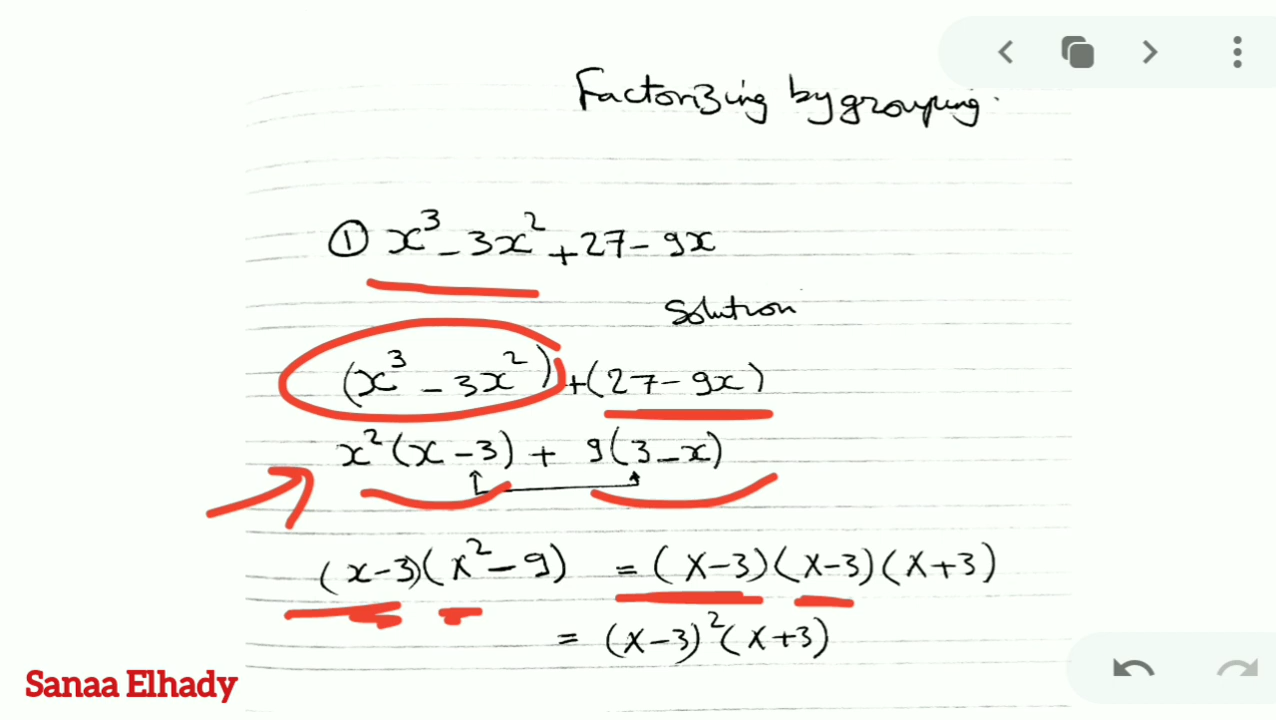 Factorizing by grouping.
① x³ - 3x² + 27 - 9x
Solution
(x³ - 3x²) + (27 - 9x)
x²(x - 3) + 9(3 - x)
(x - 3)(x² - 9) = (x - 3)(x - 3)(x + 3)
= (x - 3)²(x + 3)
Sanaa Elhady